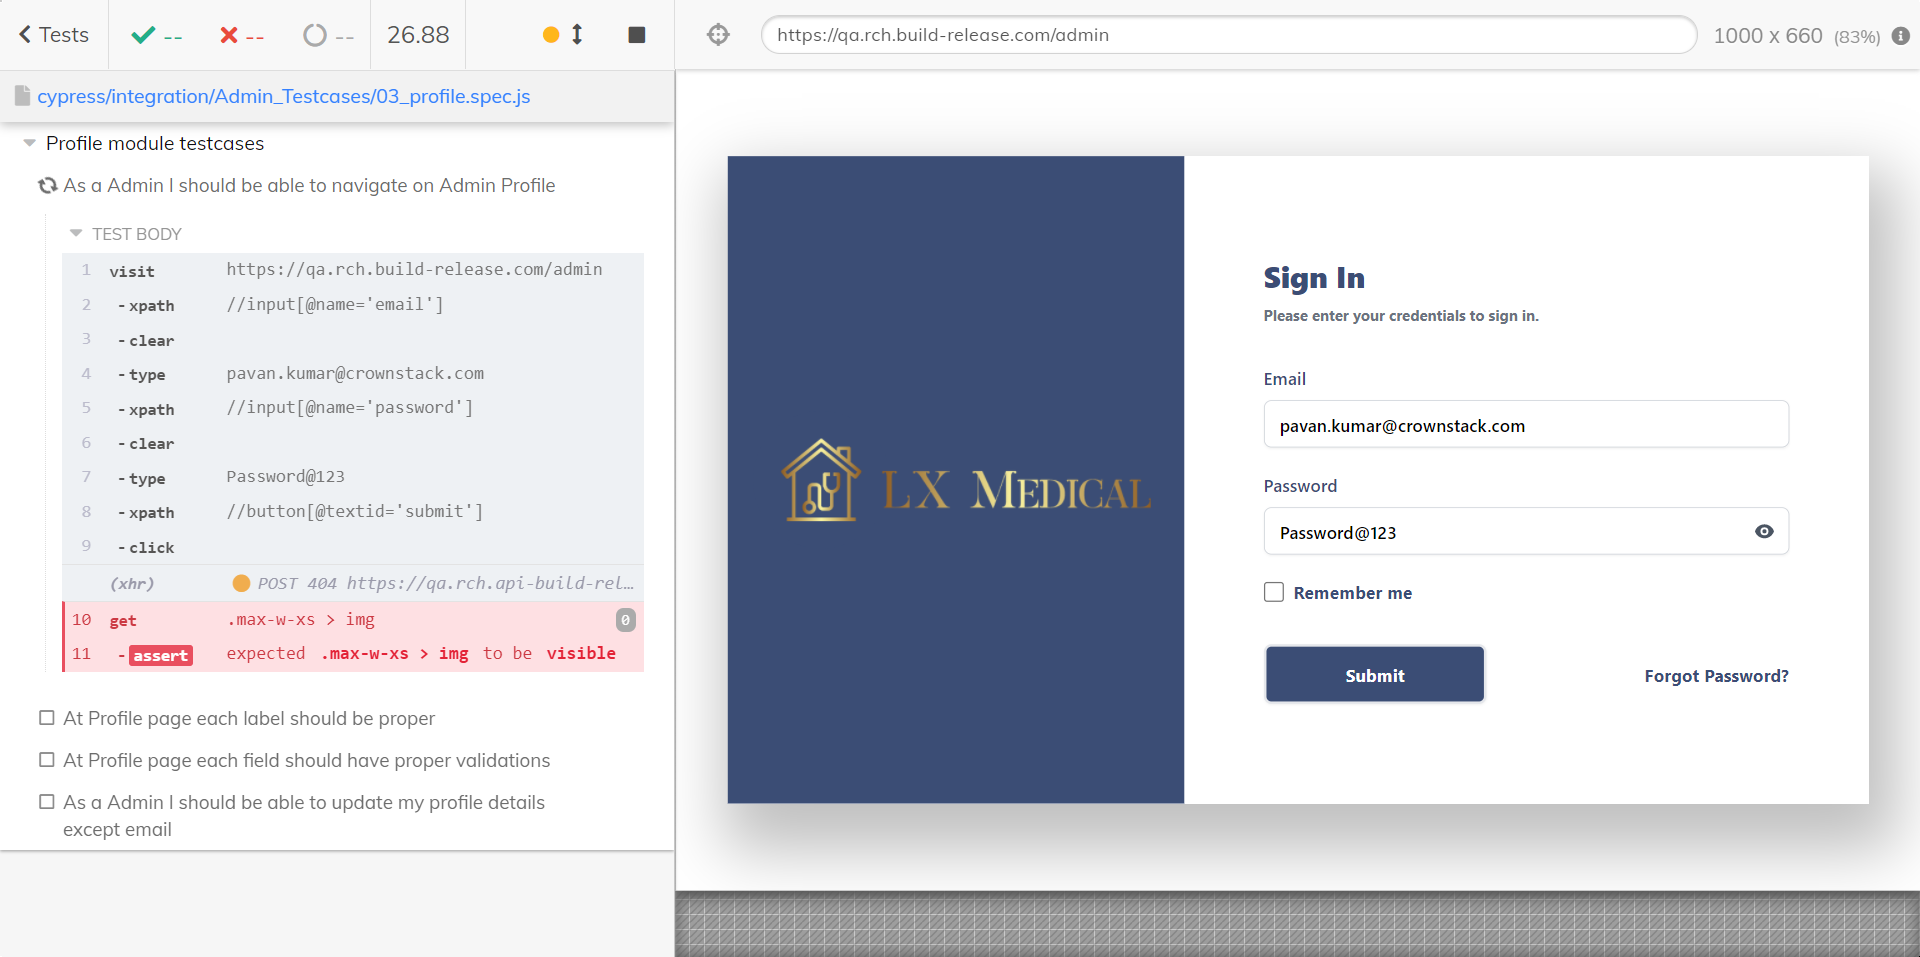 Tests -- -- -- 26.88
https://qa.rch.build-release.com/admin
1000 x 660 (83%)
cypress/integration/Admin_Testcases/03_profile.spec.js
Profile module testcases
As a Admin I should be able to navigate on Admin Profile
TEST BODY
1 visit https://qa.rch.build-release.com/admin
2 -xpath //input[@name='email']
3 -clear
4 -type pavan.kumar@crownstack.com
5 -xpath //input[@name='password']
6 -clear
7 -type Password@123
8 -xpath //button[@textid='submit']
9 -click
(xhr) POST 404 https://qa.rch.api-build-rel…
10 get .max-w-xs > img 0
11 -assert expected .max-w-xs > img to be visible
At Profile page each label should be proper
At Profile page each field should have proper validations
As a Admin I should be able to update my profile details
except email
LX MEDICAL
Sign In
Please enter your credentials to sign in.
Email
pavan.kumar@crownstack.com
Password
Password@123
Remember me
Submit
Forgot Password?